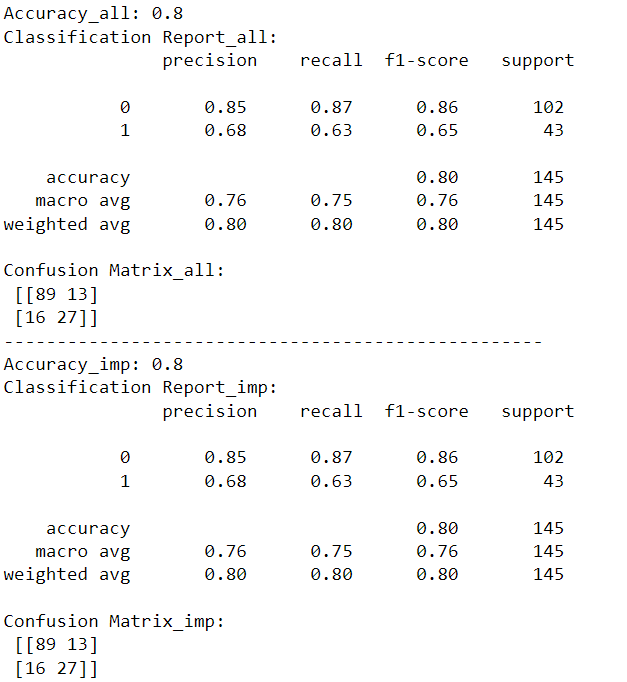 Accuracy_all: 0.8
Classification Report_all:
precision recall f1-score support
0 0.85 0.87 0.86 102
1 0.68 0.63 0.65 43
accuracy 0.80 145
macro avg 0.76 0.75 0.76 145
weighted avg 0.80 0.80 0.80 145
Confusion Matrix_all:
[[89 13]
[16 27]]
---------------------------------------------------
Accuracy_imp: 0.8
Classification Report_imp:
precision recall f1-score support
0 0.85 0.87 0.86 102
1 0.68 0.63 0.65 43
accuracy 0.80 145
macro avg 0.76 0.75 0.76 145
weighted avg 0.80 0.80 0.80 145
Confusion Matrix_imp:
[[89 13]
[16 27]]